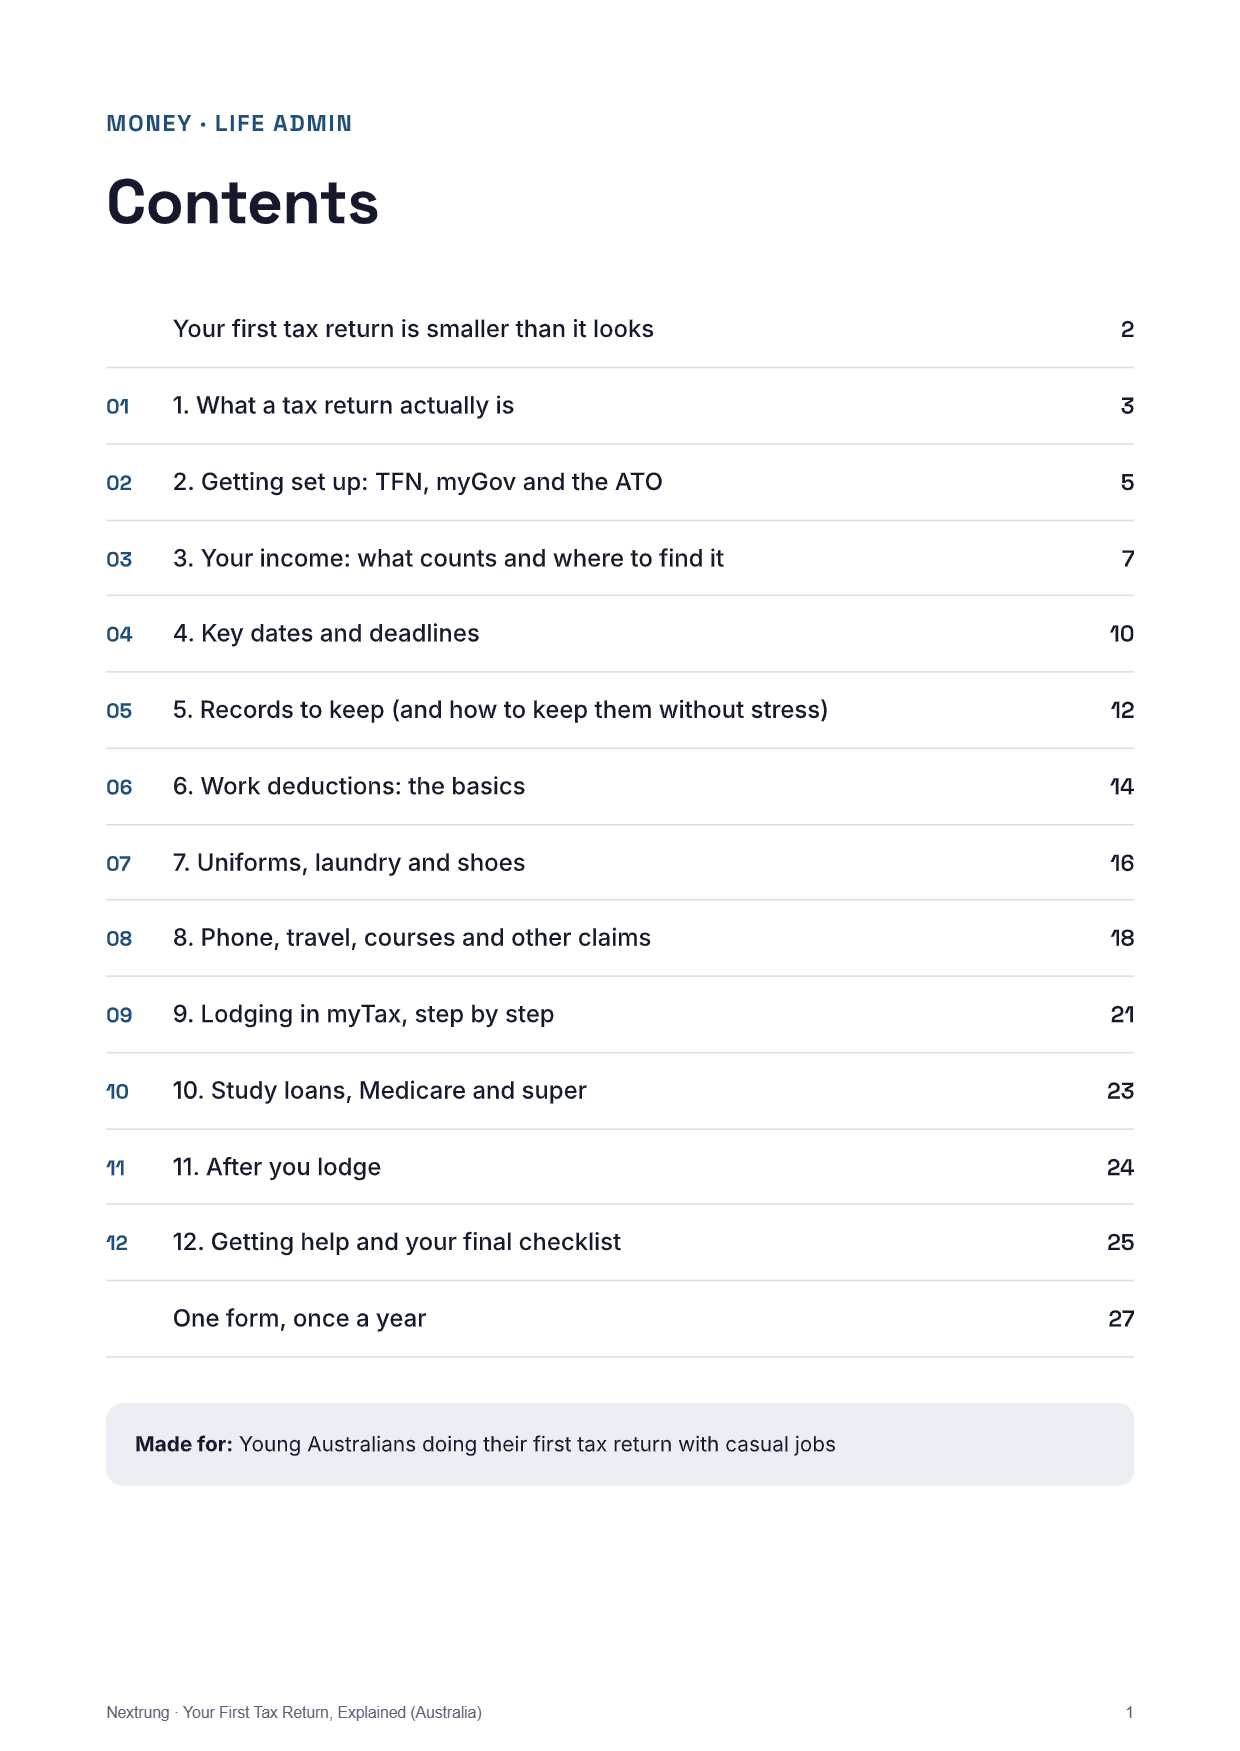 MONEY · LIFE ADMIN
Contents
Your first tax return is smaller than it looks 2
01 1. What a tax return actually is 3
02 2. Getting set up: TFN, myGov and the ATO 5
03 3. Your income: what counts and where to find it 7
04 4. Key dates and deadlines 10
05 5. Records to keep (and how to keep them without stress) 12
06 6. Work deductions: the basics 14
07 7. Uniforms, laundry and shoes 16
08 8. Phone, travel, courses and other claims 18
09 9. Lodging in myTax, step by step 21
10 10. Study loans, Medicare and super 23
11 11. After you lodge 24
12 12. Getting help and your final checklist 25
One form, once a year 27
Made for: Young Australians doing their first tax return with casual jobs
Nextrung · Your First Tax Return, Explained (Australia) 1